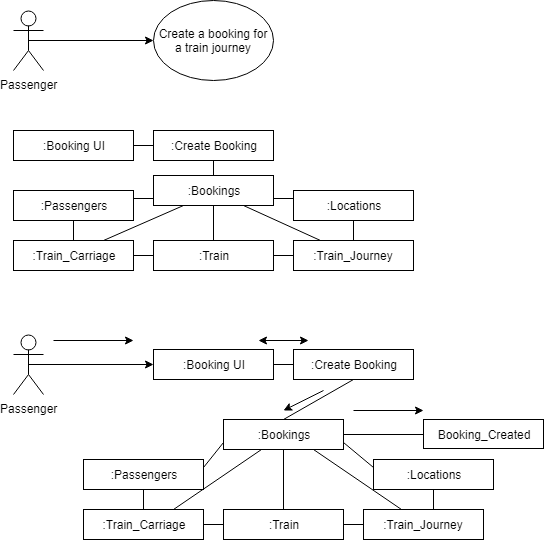 Create a booking for
a train journey
Passenger
:Booking UI
:Create Booking
:Bookings
:Passengers
:Locations
:Train_Carriage
:Train
:Train_Journey
:Booking UI
:Create Booking
Passenger
:Bookings
Booking_Created
:Passengers
:Locations
:Train_Carriage
:Train
:Train_Journey